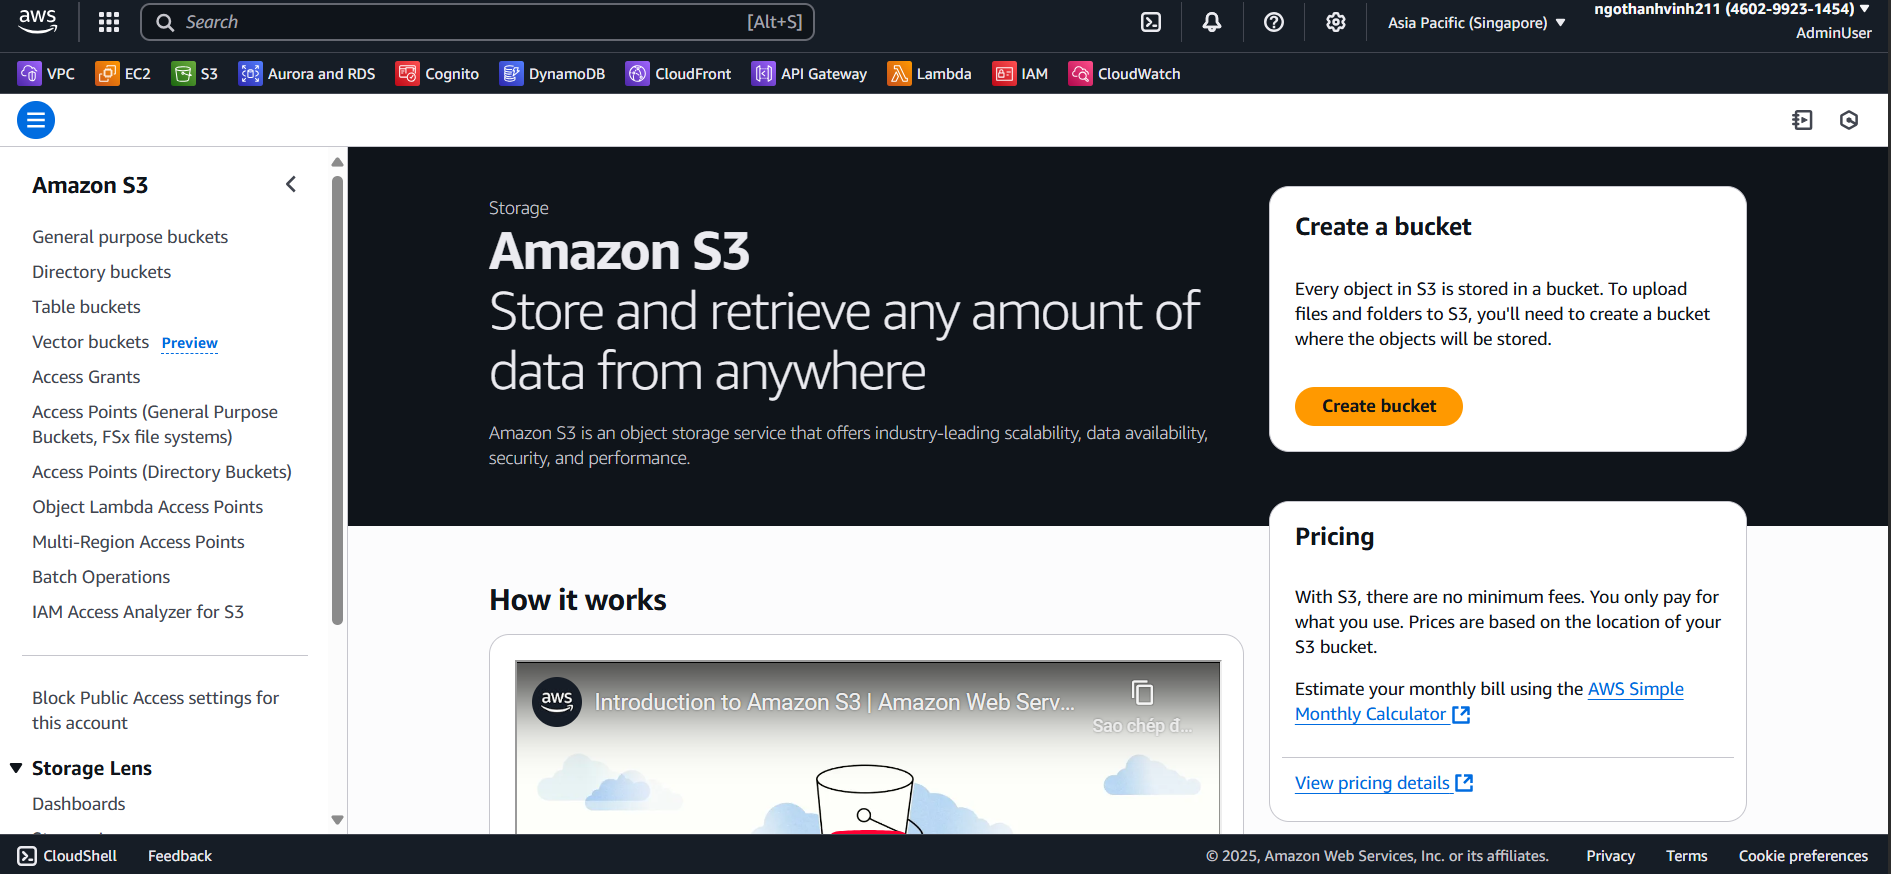 aws
Search
[Alt+S]
Asia Pacific (Singapore)
ngothanhvinh211 (4602-9923-1454)
AdminUser
VPC
EC2
S3
Aurora and RDS
Cognito
DynamoDB
CloudFront
API Gateway
Lambda
IAM
CloudWatch
Amazon S3
General purpose buckets
Directory buckets
Table buckets
Vector buckets Preview
Access Grants
Access Points (General Purpose
Buckets, FSx file systems)
Access Points (Directory Buckets)
Object Lambda Access Points
Multi-Region Access Points
Batch Operations
IAM Access Analyzer for S3
Block Public Access settings for
this account
Storage Lens
Dashboards
Storage
Amazon S3
Store and retrieve any amount of
data from anywhere
Amazon S3 is an object storage service that offers industry-leading scalability, data availability,
security, and performance.
How it works
aws
Introduction to Amazon S3 | Amazon Web Serv...
Sao chép đ...
Create a bucket
Every object in S3 is stored in a bucket. To upload
files and folders to S3, you'll need to create a bucket
where the objects will be stored.
Create bucket
Pricing
With S3, there are no minimum fees. You only pay for
what you use. Prices are based on the location of your
S3 bucket.
Estimate your monthly bill using the AWS Simple
Monthly Calculator
View pricing details
CloudShell
Feedback
© 2025, Amazon Web Services, Inc. or its affiliates.
Privacy
Terms
Cookie preferences